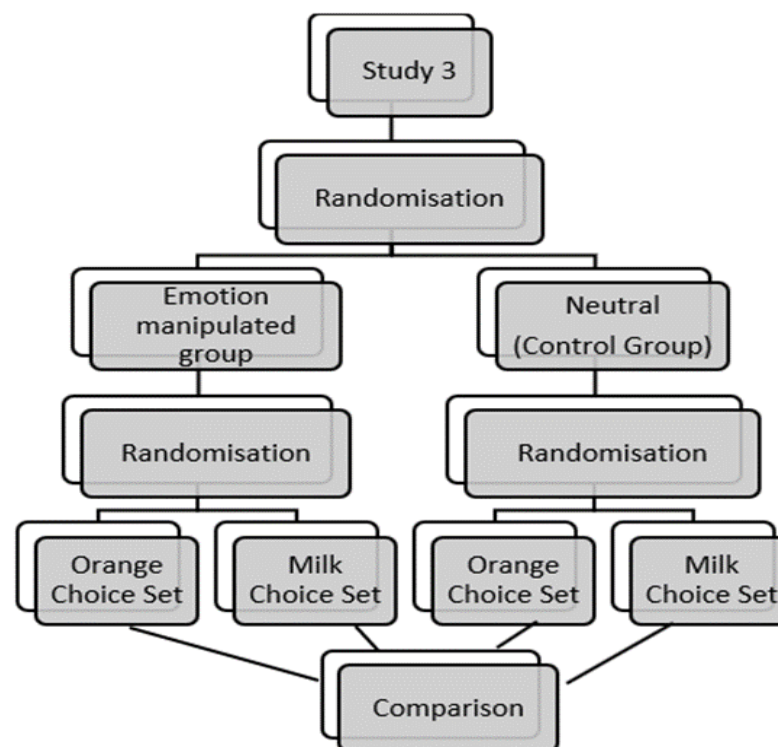 Study 3
Randomisation
Emotion
manipulated
group
Neutral
(Control Group)
Randomisation
Randomisation
Orange
Choice Set
Milk
Choice Set
Orange
Choice Set
Milk
Choice Set
Comparison